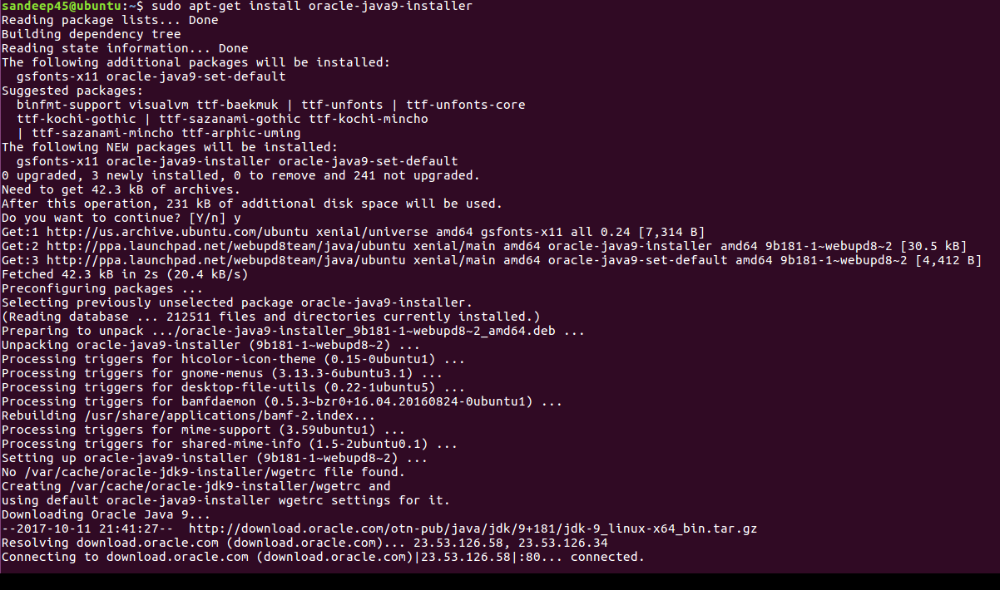 sandeep45@ubuntu:~$ sudo apt-get install oracle-java9-installer
Reading package lists... Done
Building dependency tree
Reading state information... Done
The following additional packages will be installed:
  gsfonts-x11 oracle-java9-set-default
Suggested packages:
  binfmt-support visualvm ttf-baekmuk | ttf-unfonts | ttf-unfonts-core
  ttf-kochi-gothic | ttf-sazanami-gothic ttf-kochi-mincho
  | ttf-sazanami-mincho ttf-arphic-uming
The following NEW packages will be installed:
  gsfonts-x11 oracle-java9-installer oracle-java9-set-default
0 upgraded, 3 newly installed, 0 to remove and 241 not upgraded.
Need to get 42.3 kB of archives.
After this operation, 231 kB of additional disk space will be used.
Do you want to continue? [Y/n] y
Get:1 http://us.archive.ubuntu.com/ubuntu xenial/universe amd64 gsfonts-x11 all 0.24 [7,314 B]
Get:2 http://ppa.launchpad.net/webupd8team/java/ubuntu xenial/main amd64 oracle-java9-installer amd64 9b181-1~webupd8~2 [30.5 kB]
Get:3 http://ppa.launchpad.net/webupd8team/java/ubuntu xenial/main amd64 oracle-java9-set-default amd64 9b181-1~webupd8~2 [4,412 B]
Fetched 42.3 kB in 2s (20.4 kB/s)
Preconfiguring packages ...
Selecting previously unselected package oracle-java9-installer.
(Reading database ... 212511 files and directories currently installed.)
Preparing to unpack .../oracle-java9-installer_9b181-1~webupd8~2_amd64.deb ...
Unpacking oracle-java9-installer (9b181-1~webupd8~2) ...
Processing triggers for hicolor-icon-theme (0.15-0ubuntu1) ...
Processing triggers for gnome-menus (3.13.3-6ubuntu3.1) ...
Processing triggers for desktop-file-utils (0.22-1ubuntu5) ...
Processing triggers for bamfdaemon (0.5.3~bzr0+16.04.20160824-0ubuntu1) ...
Rebuilding /usr/share/applications/bamf-2.index...
Processing triggers for mime-support (3.59ubuntu1) ...
Processing triggers for shared-mime-info (1.5-2ubuntu0.1) ...
Setting up oracle-java9-installer (9b181-1~webupd8~2) ...
No /var/cache/oracle-jdk9-installer/wgetrc file found.
Creating /var/cache/oracle-jdk9-installer/wgetrc and
using default oracle-java9-installer wgetrc settings for it.
Downloading Oracle Java 9...
--2017-10-11 21:41:27--  http://download.oracle.com/otn-pub/java/jdk/9+181/jdk-9_linux-x64_bin.tar.gz
Resolving download.oracle.com (download.oracle.com)... 23.53.126.58, 23.53.126.34
Connecting to download.oracle.com (download.oracle.com)|23.53.126.58|:80... connected.